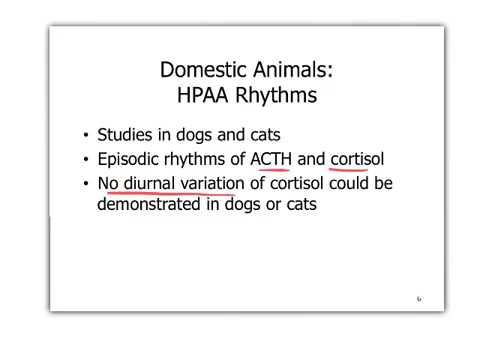 Domestic Animals:
HPAA Rhythms
• Studies in dogs and cats
• Episodic rhythms of ACTH and cortisol
• No diurnal variation of cortisol could be
demonstrated in dogs or cats
6